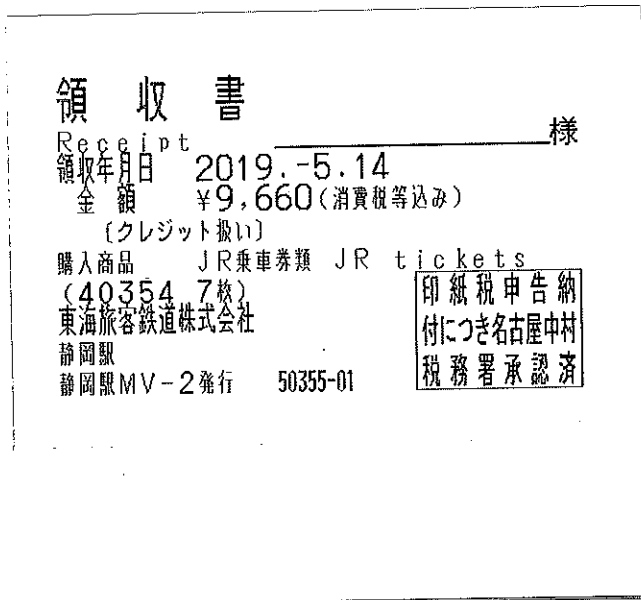 領 収 書
Receipt 様
領収年月日 2019.-5.14
金 額 ¥9,660(消費税等込み)
〔クレジット扱い〕
購入商品 JR乗車券類 JR tickets
(40354 7枚)
東海旅客鉄道株式会社
静岡駅
静岡駅MV-2発行 50355-01
印紙税申告納
付につき名古屋中村
税務署承認済